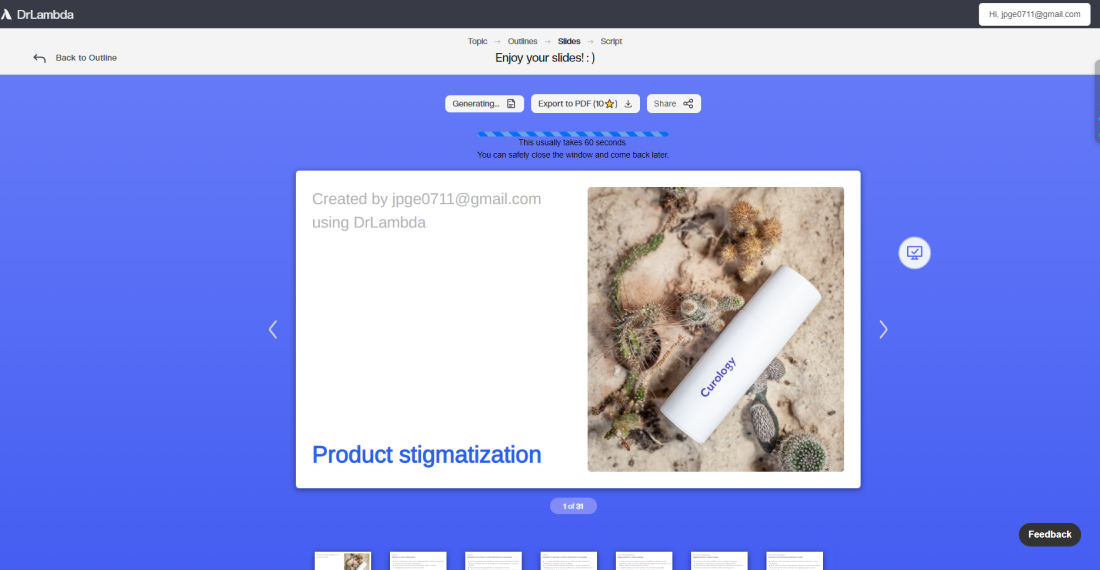 DrLambda
Hi, jpge0711@gmail.com
Topic → Outlines → Slides → Script
Back to Outline
Enjoy your slides! : )
Generating...
Export to PDF (10⭐)
Share
This usually takes 60 seconds.
You can safely close the window and come back later.
Created by jpge0711@gmail.com
using DrLambda
Curology
Product stigmatization
1 of 31
Feedback